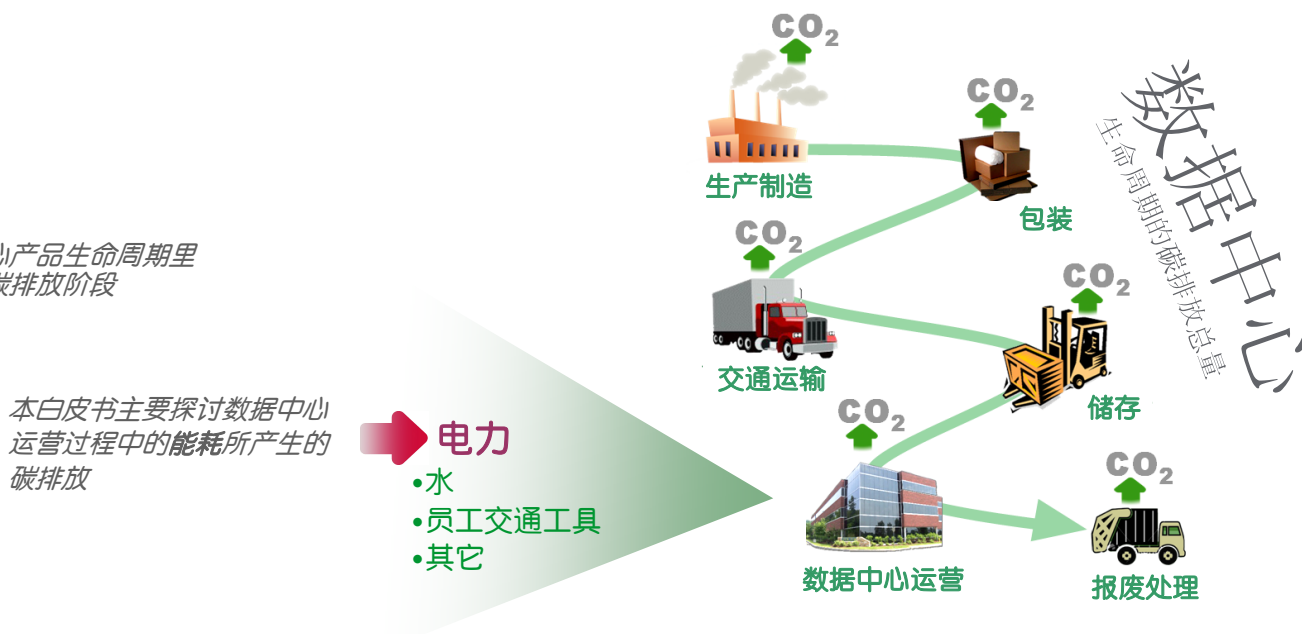 CO2
生产制造
CO2
包装
CO2
交通运输
CO2
储存
CO2
数据中心运营
CO2
报废处理
数据中心
生命周期的碳排放总量
心产品生命周期里
碳排放阶段
本白皮书主要探讨数据中心
运营过程中的能耗所产生的
碳排放
电力
•水
•员工交通工具
•其它